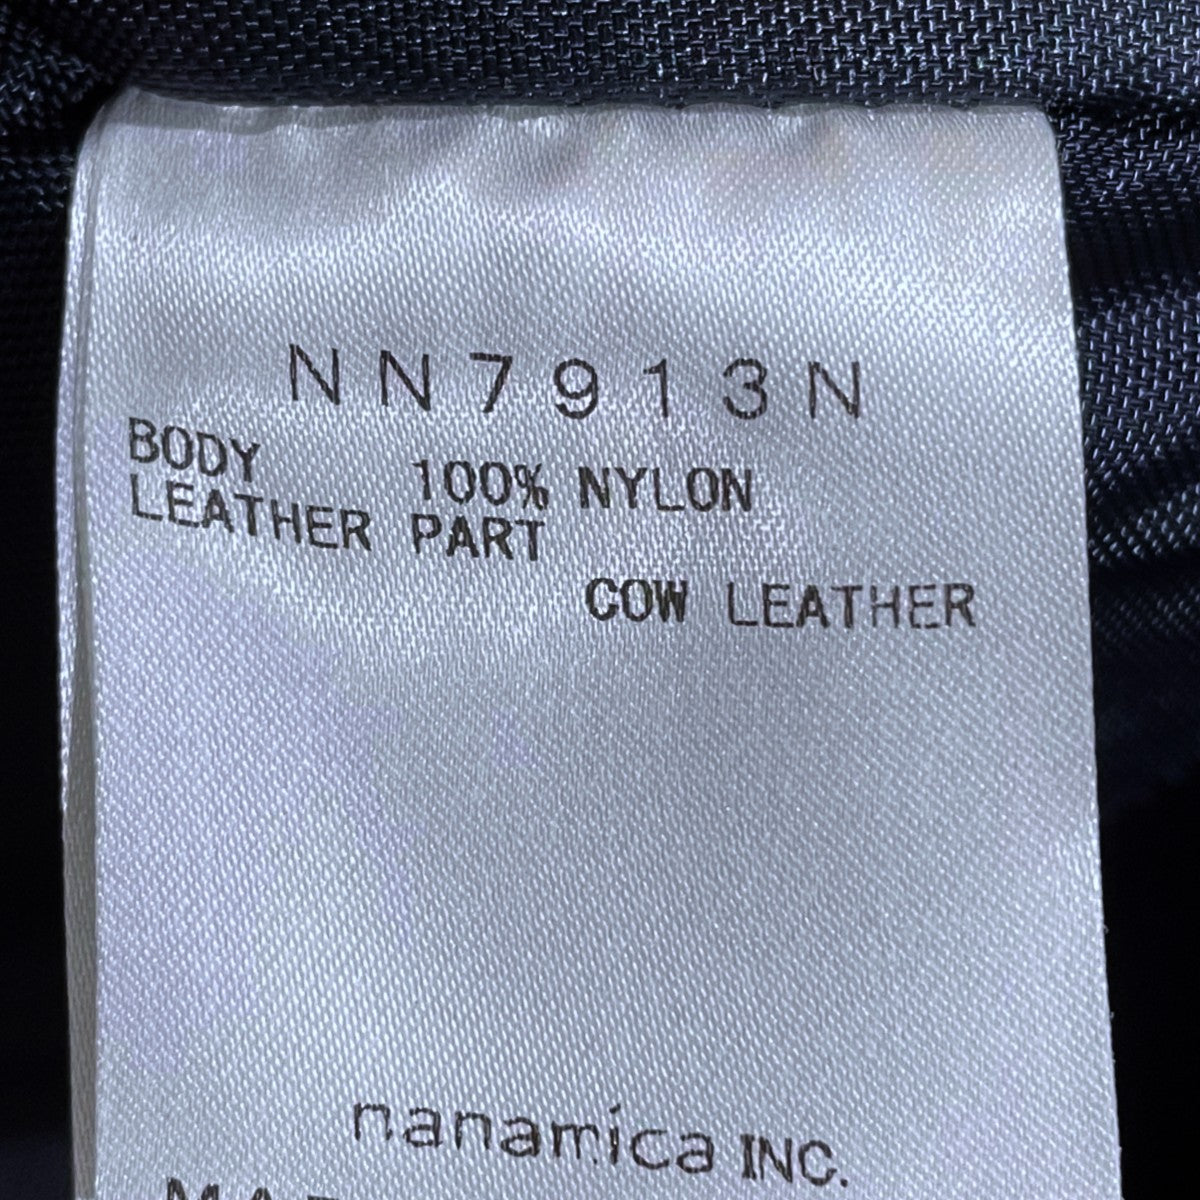 NN7913N
BODY 100% NYLON
LEATHER PART
COW LEATHER
nanamica INC.